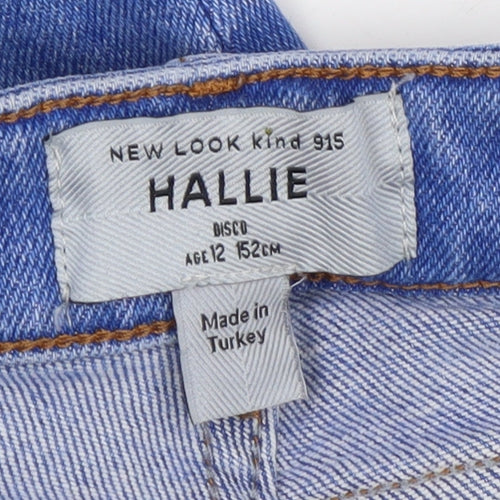 NEW LOOK kind 915
HALLIE
DISCO
AGE 12 152CM
Made in
Turkey